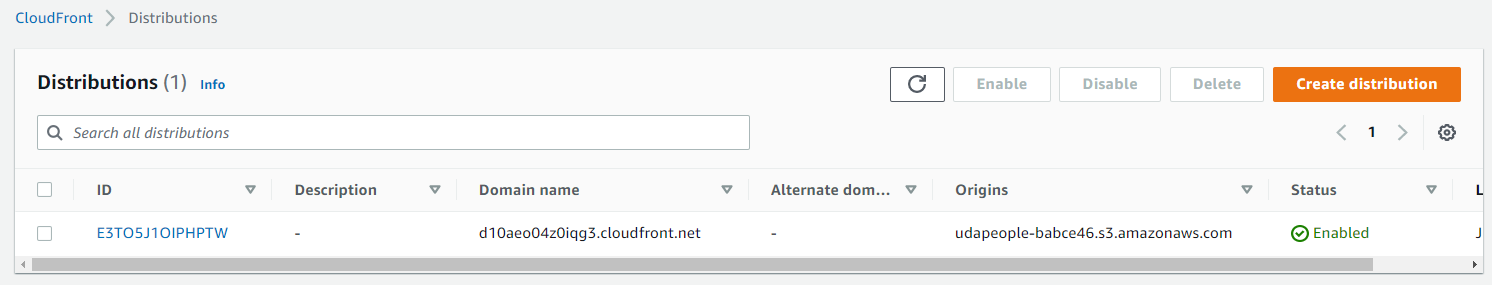 CloudFront > Distributions
Distributions (1) Info
Enable Disable Delete Create distribution
Search all distributions
1
ID Description Domain name Alternate dom... Origins Status L
E3TO5J1OIPHPTW - d10aeo04z0iqg3.cloudfront.net - udapeople-babce46.s3.amazonaws.com Enabled J